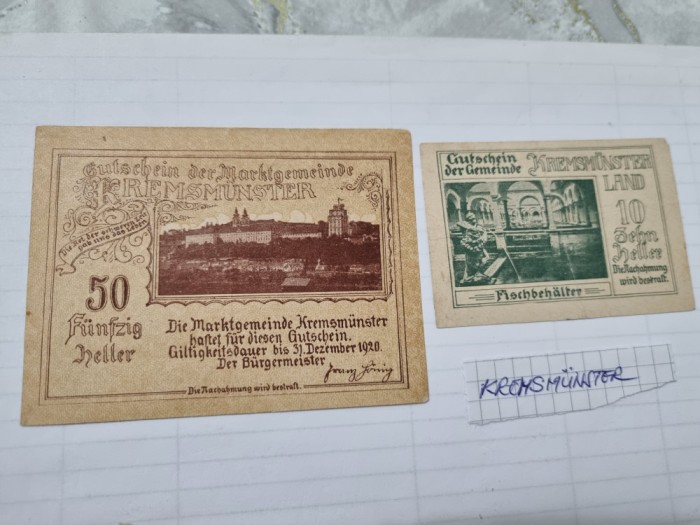 Gutschein der Marktgemeinde
KREMSMÜNSTER
50
Fünfzig
Heller
Die Marktgemeinde Kremsmünster
haftet für diesen Gutschein.
Giltigkeitsdauer bis 31. Dezember 1920.
Der Bürgermeister
Franz König
Die Nachahmung wird bestraft.
Gutschein
der Gemeinde
KREMSMÜNSTER
LAND
10
Zehn
Heller
Die Nachahmung
wird bestraft.
Fischbehälter
KREMSMÜNSTER